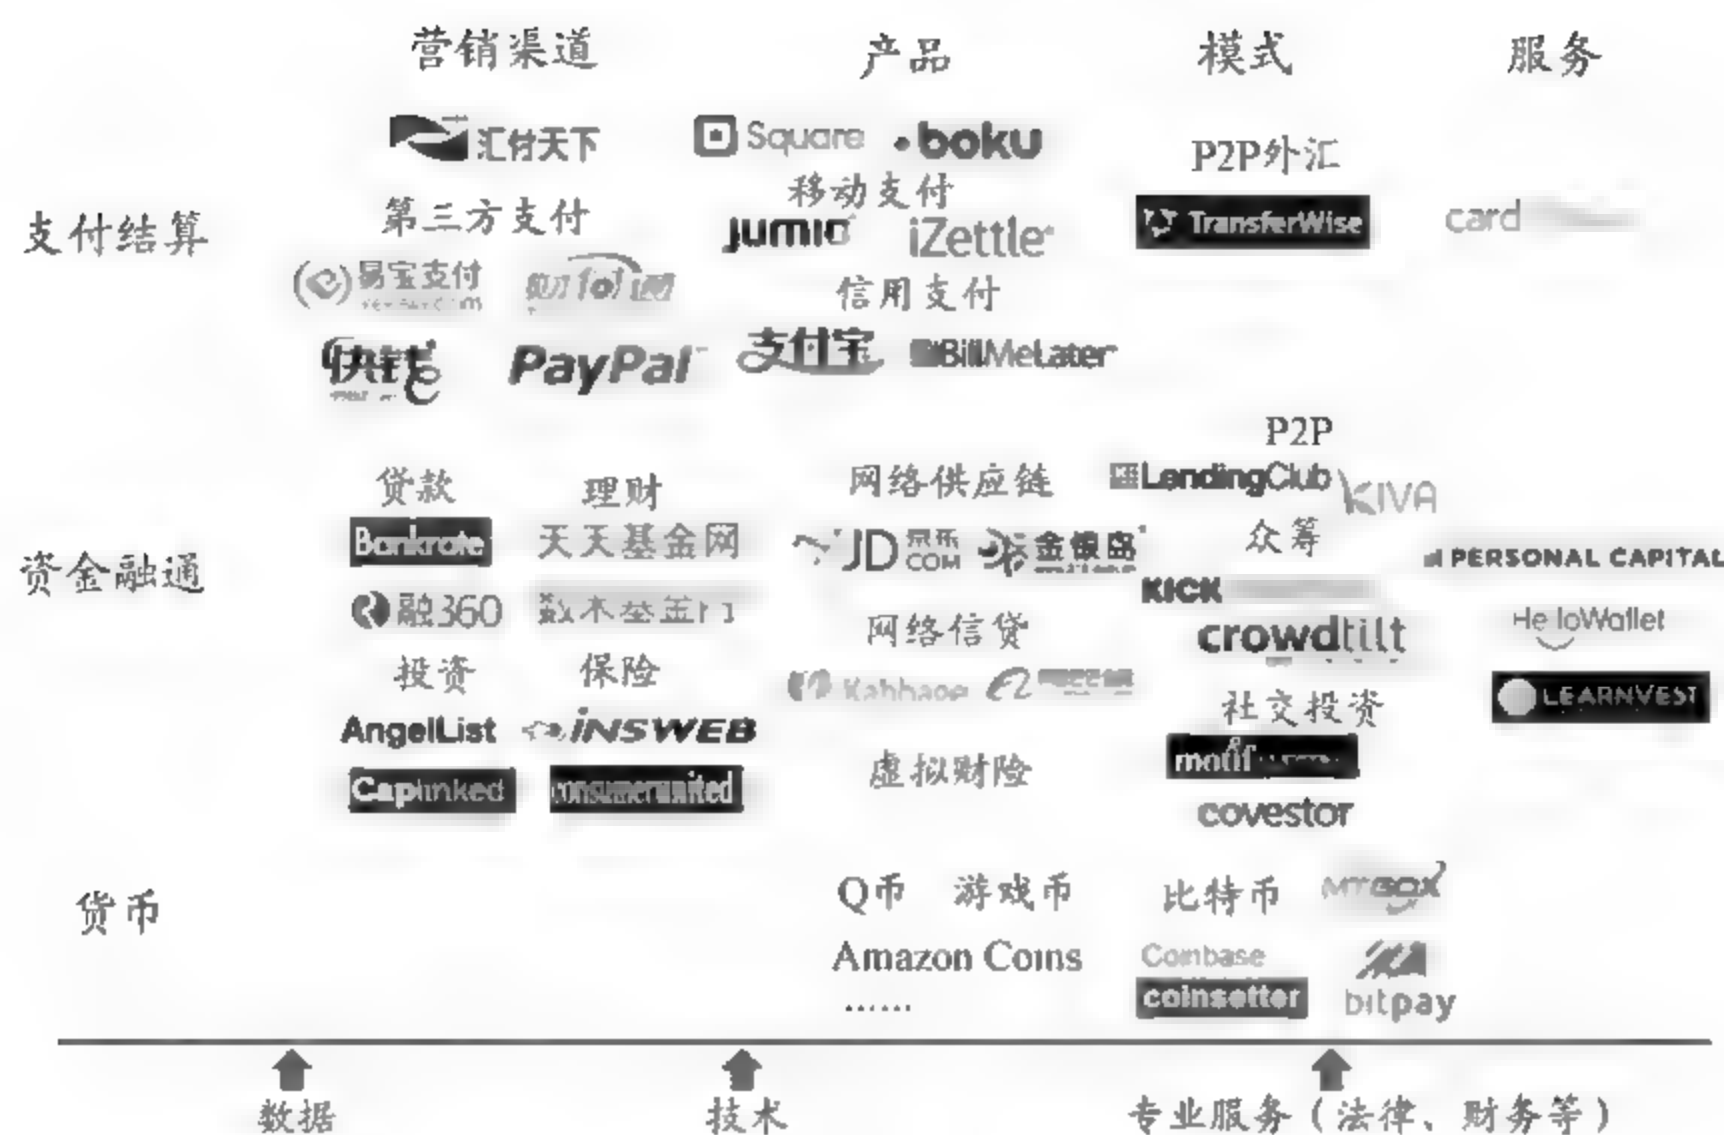 营销渠道 产品 模式 服务
支付结算
汇付天下
第三方支付
易宝支付
快钱 PayPal
Square boku
移动支付
jumio iZettle
信用支付
支付宝 BillMeLater
P2P外汇
TransferWise
card
资金融通
贷款 理财
Bankrate 天天基金网
融360 数米基金网
投资 保险
AngelList INSWEB
Caplinked consumerunited
网络供应链
JD 京东 COM 金银岛
网络信贷
Kabbage
虚拟财险
P2P
LendingClub KIVA
众筹
KICK
crowdtilt
社交投资
motif
covestor
PERSONAL CAPITAL
HelloWallet
LEARNVEST
货币
Q币 游戏币
Amazon Coins
……
比特币 MTGOX
Coinbase
coinsetter bitpay
数据 技术 专业服务（法律、财务等）